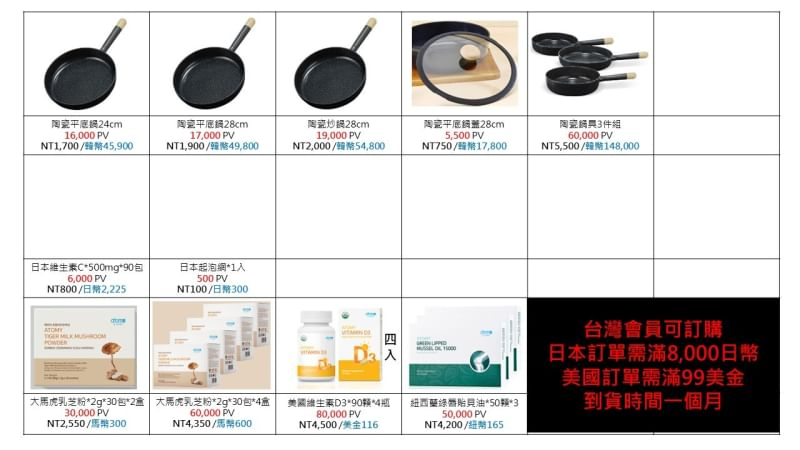 陶瓷平底鍋24cm
16,000 PV
NT1,700 /韓幣45,900
陶瓷平底鍋28cm
17,000 PV
NT1,900 /韓幣49,800
陶瓷炒鍋28cm
19,000 PV
NT2,000 /韓幣54,800
陶瓷平底鍋蓋28cm
5,500 PV
NT750 /韓幣17,800
陶瓷鍋具3件組
60,000 PV
NT5,500 /韓幣148,000
日本維生素C*500mg*90包
6,000 PV
NT800 /日幣2,225
日本起泡網*1入
500 PV
NT100 /日幣300
ATOMY
TIGER MILK MUSHROOM
POWDER
大馬虎乳芝粉*2g*30包*2盒
30,000 PV
NT2,550 /馬幣300
大馬虎乳芝粉*2g*30包*4盒
60,000 PV
NT4,350 /馬幣600
VITAMIN D3
VITAMIN D3
D3
四
入
美國維生素D3*90顆*4瓶
80,000 PV
NT4,500 /美金116
GREEN LIPPED
MUSSEL OIL 15000
紐西蘭綠唇貽貝油*50顆*3
50,000 PV
NT4,200 /紐幣165
台灣會員可訂購
日本訂單需滿8,000日幣
美國訂單需滿99美金
到貨時間一個月